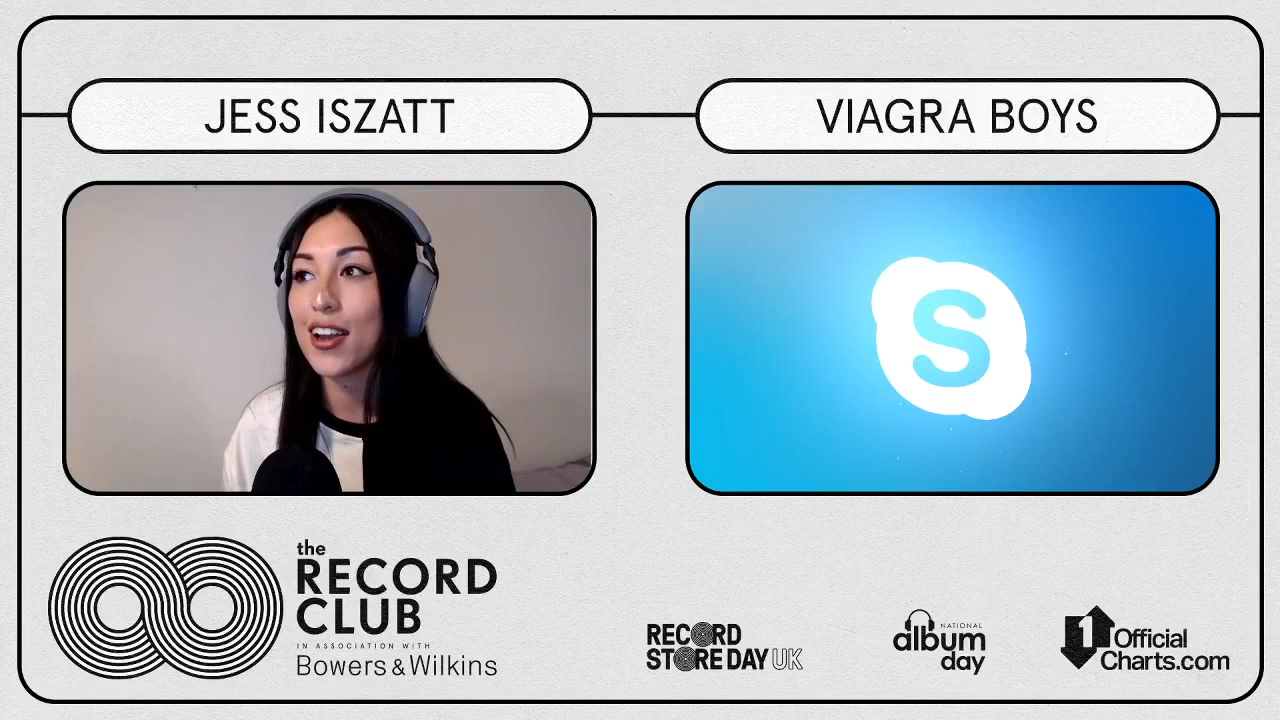 JESS ISZATT
VIAGRA BOYS
S
the
RECORD
CLUB
IN ASSOCIATION WITH
Bowers & Wilkins
RECORD
STORE DAY UK
NATIONAL
album
day
1 Official
Charts.com